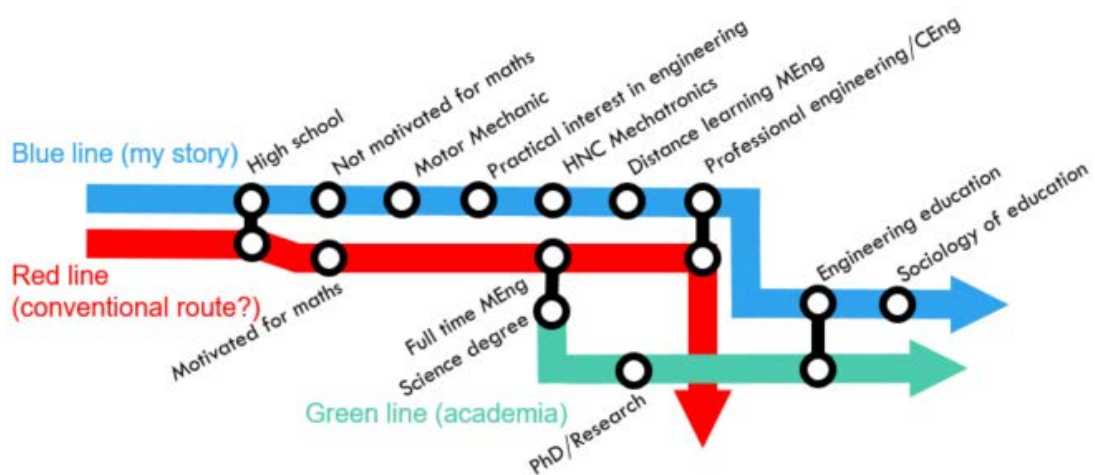 High school
Not motivated for maths
Motor Mechanic
Practical interest in engineering
HNC Mechatronics
Distance learning MEng
Professional engineering/CEng
Blue line (my story)
Engineering education
Sociology of education
Red line
(conventional route?)
Motivated for maths
Full time MEng
Science degree
Green line (academia)
PhD/Research